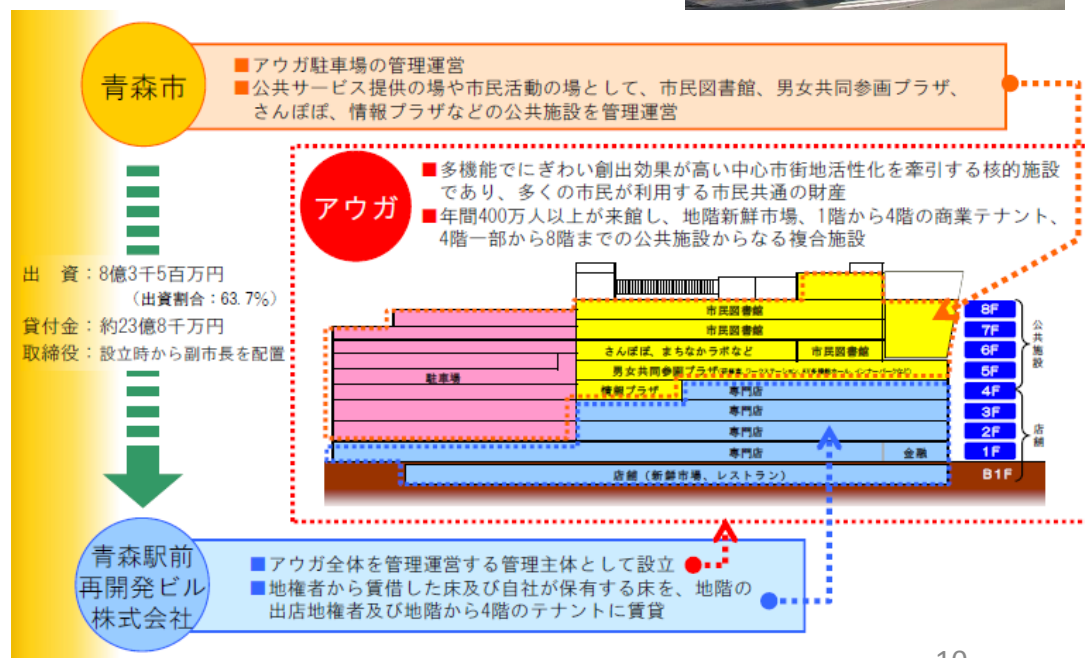 青森市
■アウガ駐車場の管理運営
■公共サービス提供の場や市民活動の場として、市民図書館、男女共同参画プラザ、
さんぽぽ、情報プラザなどの公共施設を管理運営
アウガ
■多機能でにぎわい創出効果が高い中心市街地活性化を牽引する核的施設
であり、多くの市民が利用する市民共通の財産
■年間400万人以上が来館し、地階新鮮市場、1階から4階の商業テナント、
4階一部から8階までの公共施設からなる複合施設
出　資：8億3千5百万円
（出資割合：63.7%）
貸付金：約23億8千万円
取締役：設立時から副市長を配置
市民図書館
8F
市民図書館
7F
さんぽぽ、まちなかラボなど
市民図書館
6F
男女共同参画プラザ
5F
公共施設
駐車場
情報プラザ
専門店
4F
専門店
3F
専門店
2F
専門店
金融
1F
店舗
店舗（新鮮市場、レストラン）
B1F
青森駅前
再開発ビル
株式会社
■アウガ全体を管理運営する管理主体として設立
■地権者から賃借した床及び自社が保有する床を、地階の
出店地権者及び地階から4階のテナントに賃貸